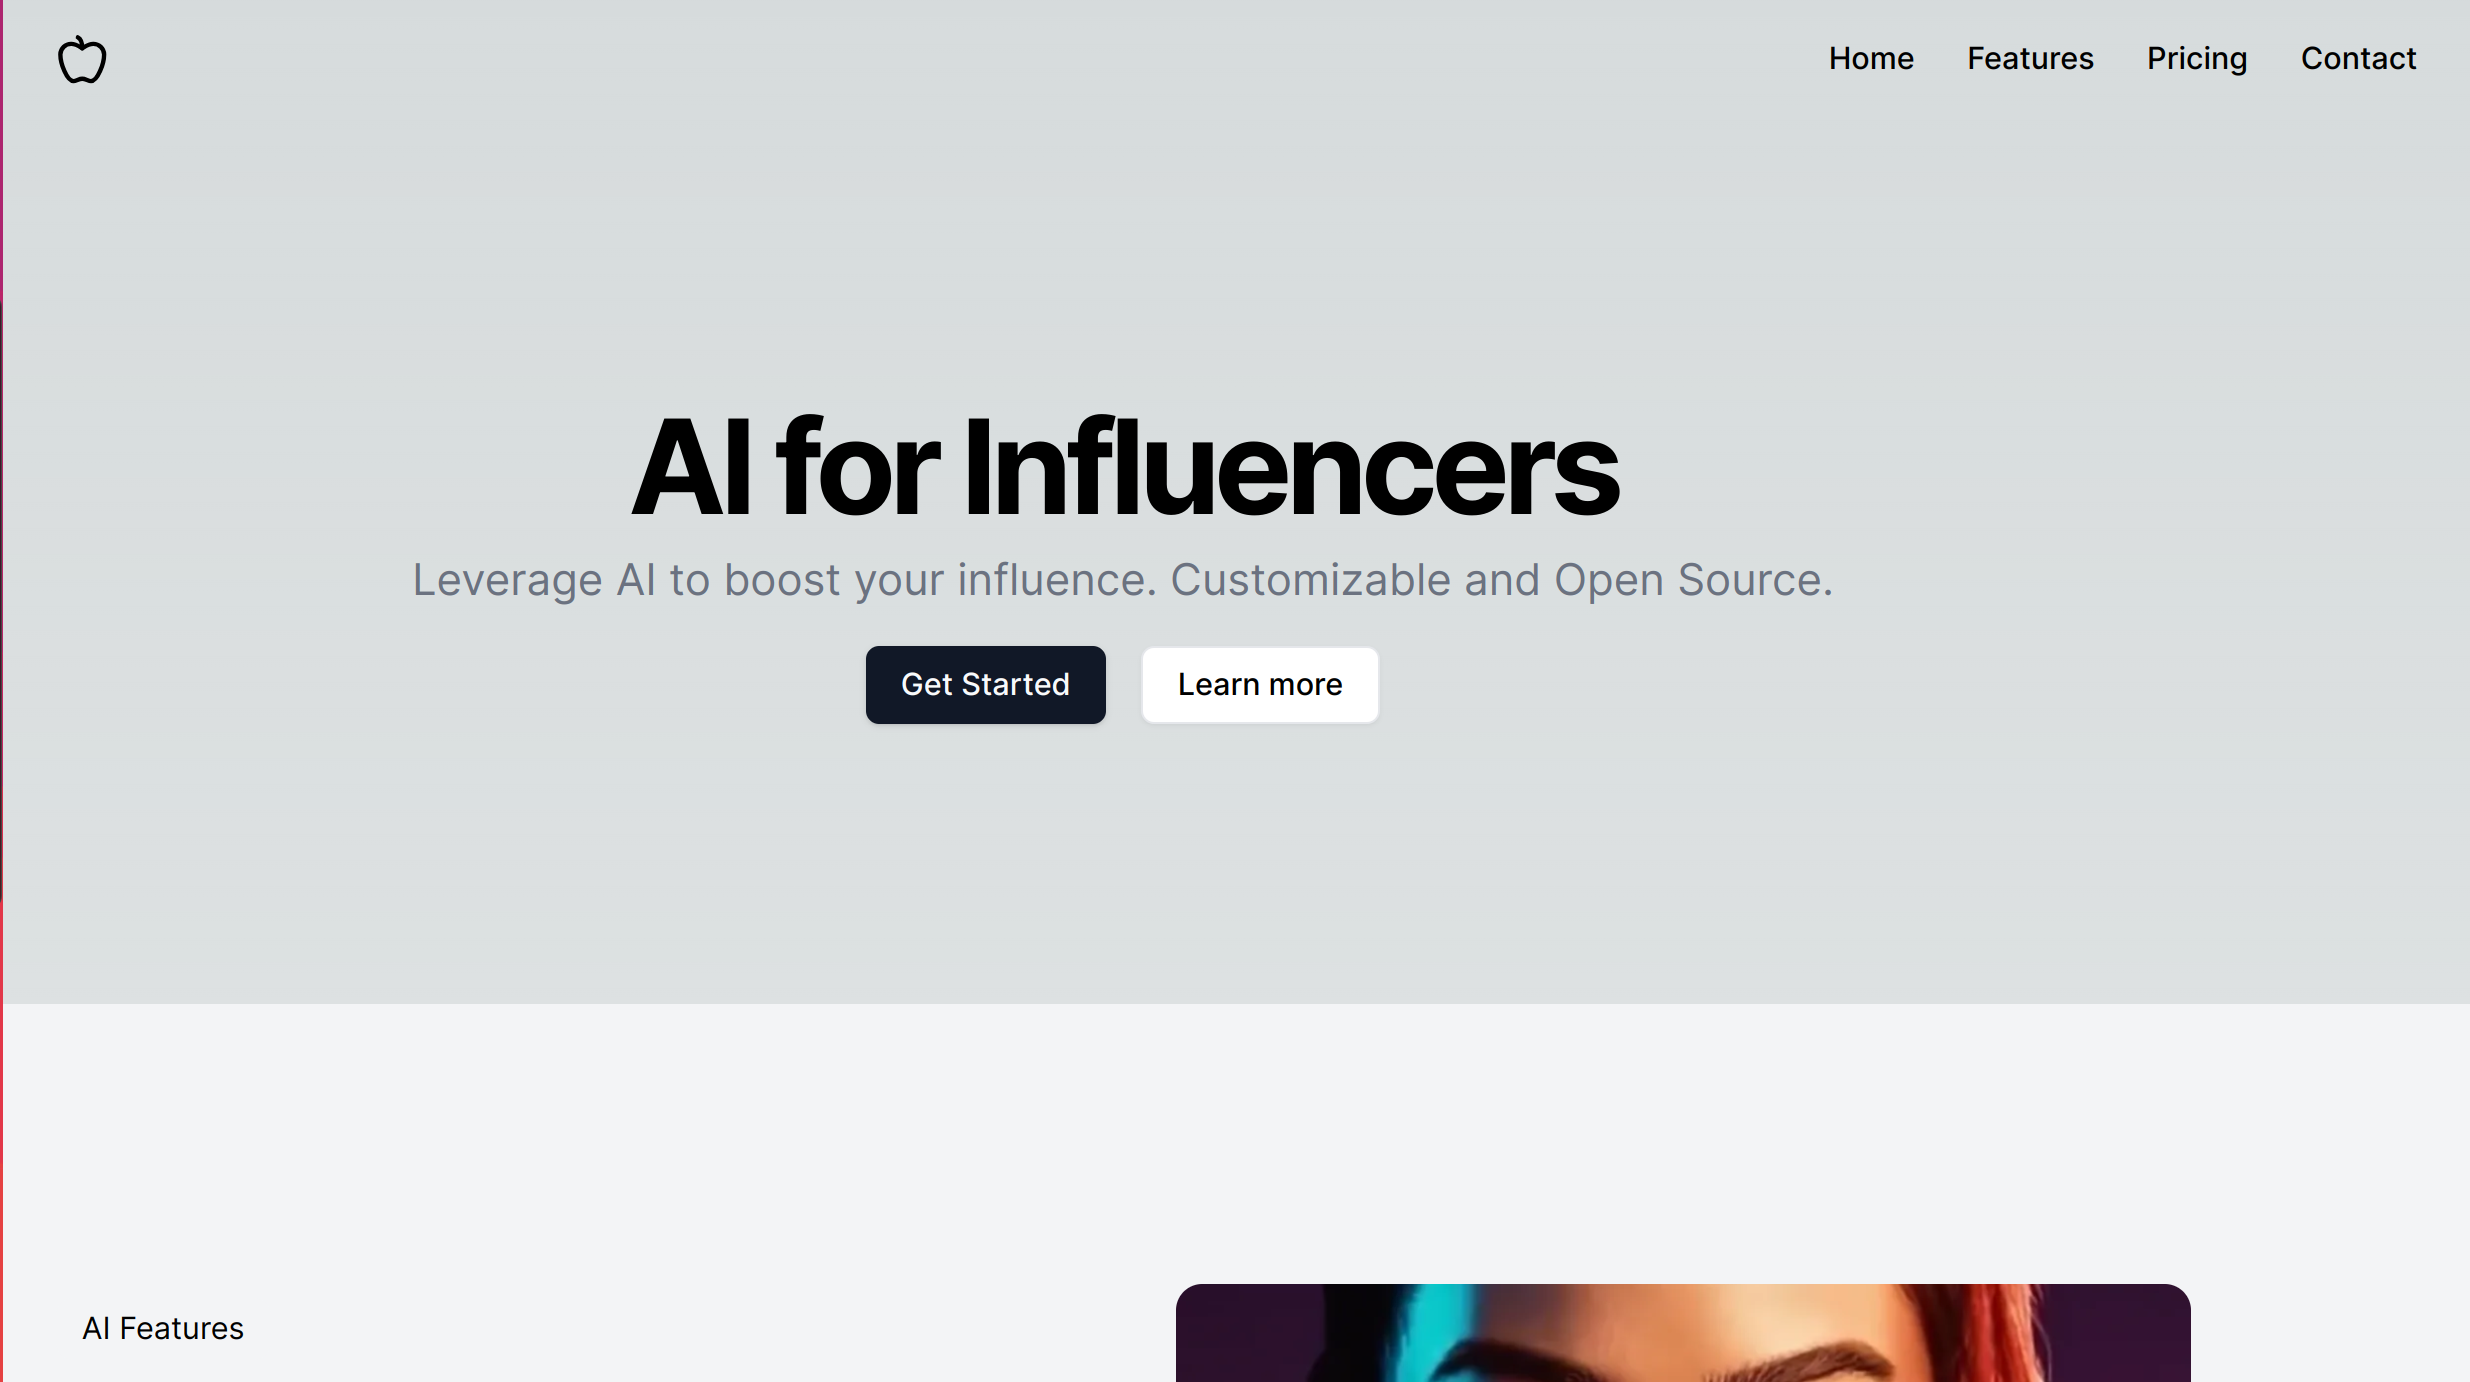 Home Features Pricing Contact
AI for Influencers
Leverage AI to boost your influence. Customizable and Open Source.
Get Started Learn more
AI Features